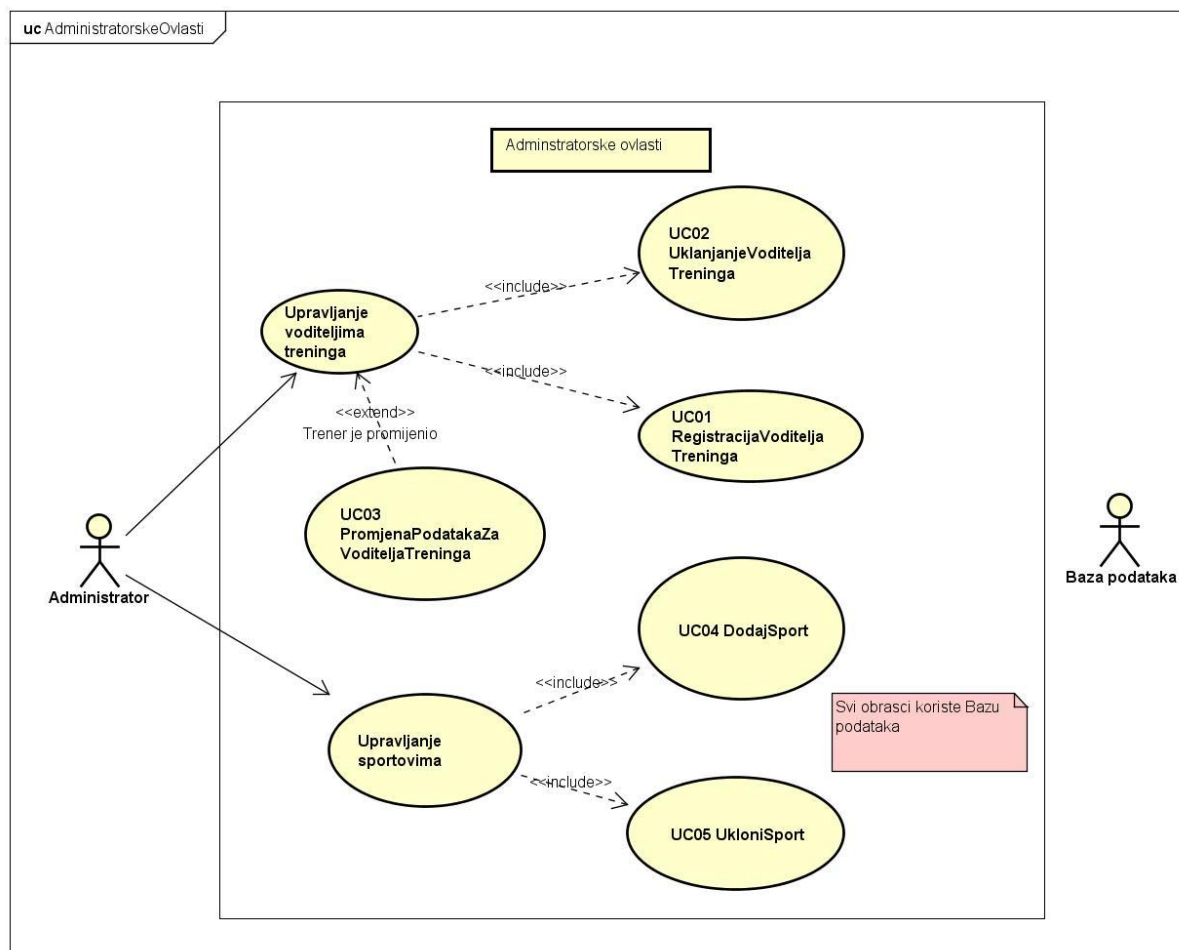 uc AdministratorskeOvlasti
Adminstratorske ovlasti
UC02
UklanjanjeVoditelja
Treninga
<<include>>
Upravljanje
voditeljima
treninga
<<include>>
UC01
RegistracijaVoditelja
Treninga
<<extend>>
Trener je promijenio
UC03
PromjenaPodatakaZa
VoditeljaTreninga
Administrator
Baza podataka
UC04 DodajSport
<<include>>
Svi obrasci koriste Bazu
podataka
Upravljanje
sportovima
<<include>>
UC05 UkloniSport